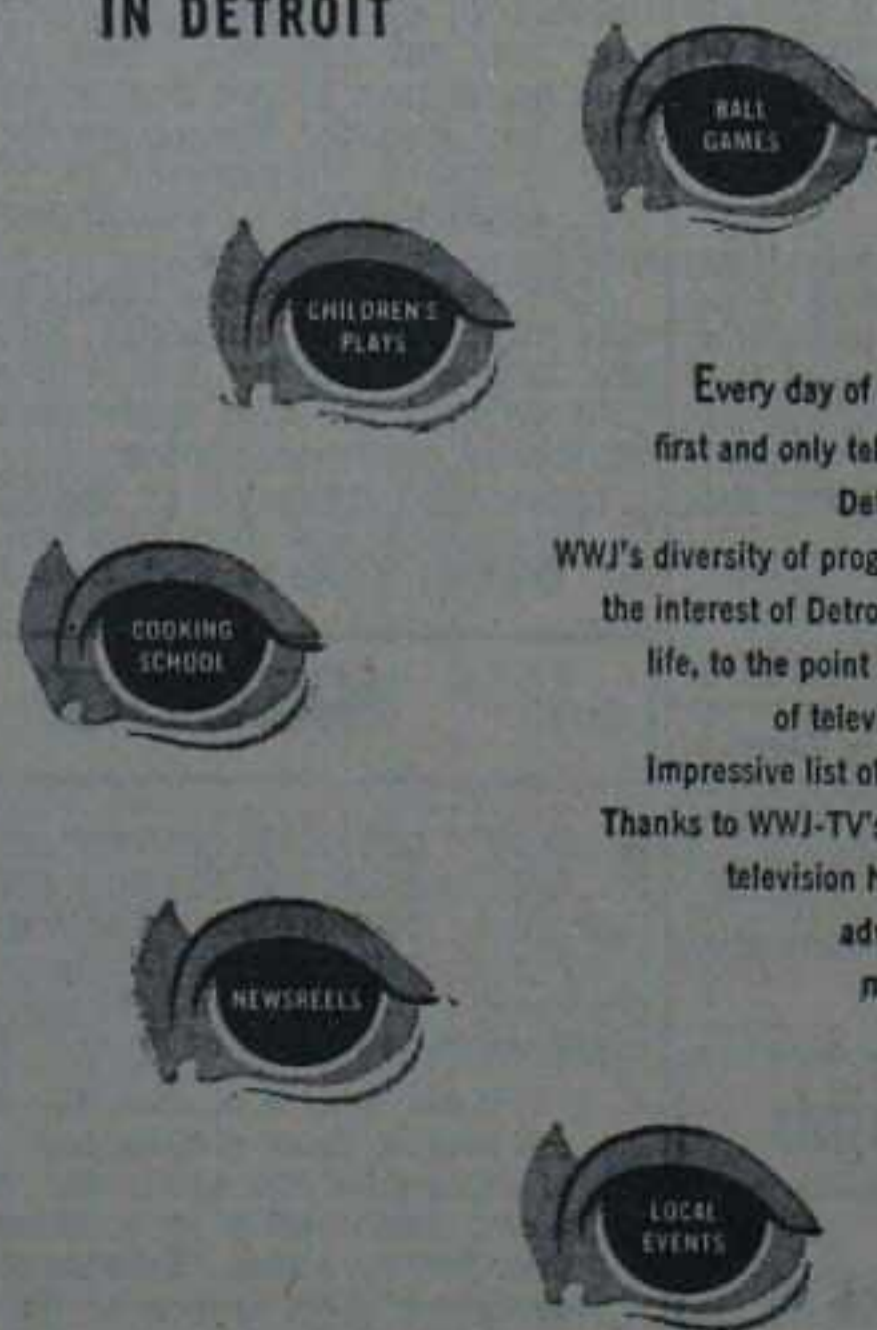 IN DETROIT
BALL
GAMES
CHILDREN'S
PLAYS
Every day of
first and only tel
De
WWJ's diversity of prog
the interest of Detro
life, to the point
of telev
Impressive list of
Thanks to WWJ-TV's
television
adv
COOKING
SCHOOL
NEWSREELS
LOCAL
EVENTS